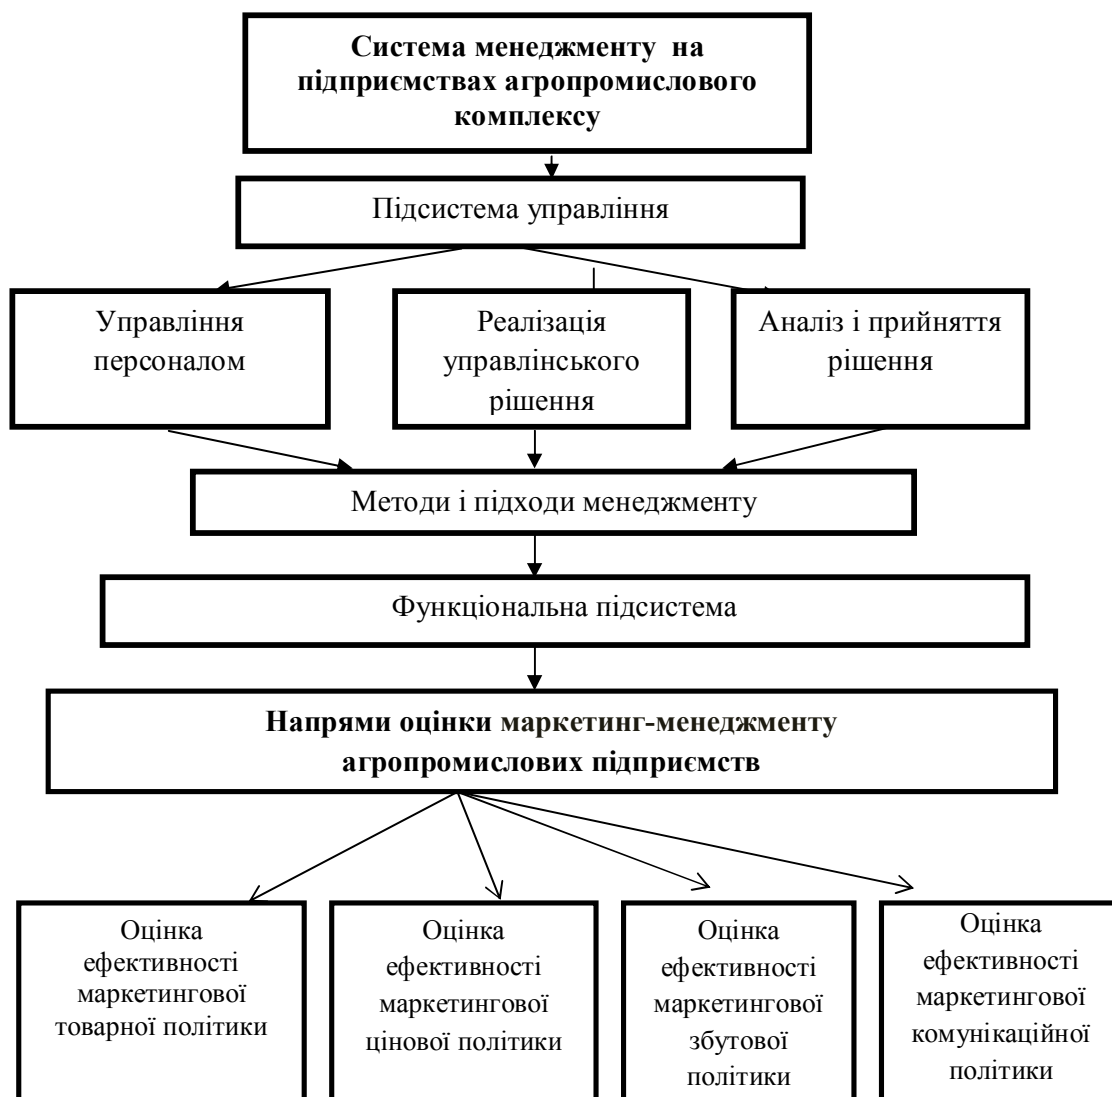 Система менеджменту на
підприємствах агропромислового
комплексу
Підсистема управління
Управління
персоналом
Реалізація
управлінського
рішення
Аналіз і прийняття
рішення
Методи і підходи менеджменту
Функціональна підсистема
Напрями оцінки маркетинг-менеджменту
агропромислових підприємств
Оцінка
ефективності
маркетингової
товарної політики
Оцінка
ефективності
маркетингової
цінової політики
Оцінка
ефективності
маркетингової
збутової
політики
Оцінка
ефективності
маркетингової
комунікаційної
політики